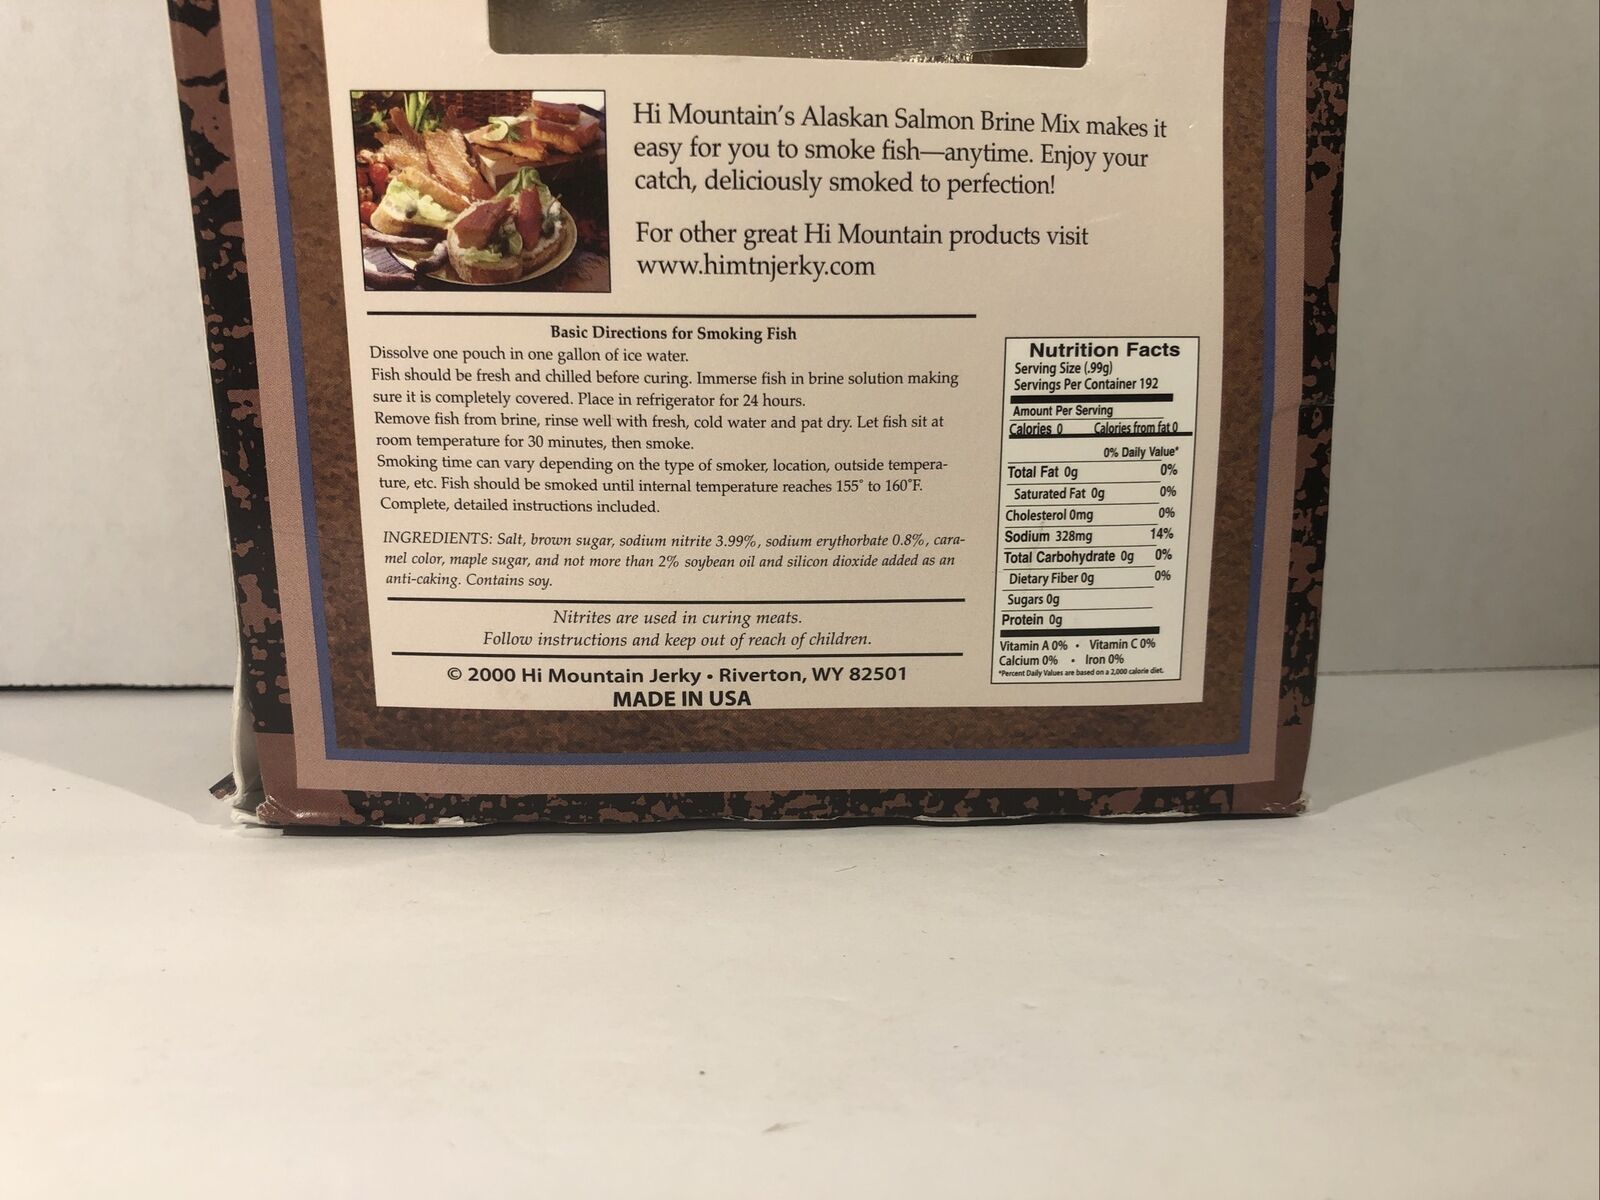 Hi Mountain's Alaskan Salmon Brine Mix makes it
easy for you to smoke fish—anytime. Enjoy your
catch, deliciously smoked to perfection!
For other great Hi Mountain products visit
www.himtnjerky.com
Basic Directions for Smoking Fish
Dissolve one pouch in one gallon of ice water.
Fish should be fresh and chilled before curing. Immerse fish in brine solution making
sure it is completely covered. Place in refrigerator for 24 hours.
Remove fish from brine, rinse well with fresh, cold water and pat dry. Let fish sit at
room temperature for 30 minutes, then smoke.
Smoking time can vary depending on the type of smoker, location, outside tempera-
ture, etc. Fish should be smoked until internal temperature reaches 155° to 160°F.
Complete, detailed instructions included.
INGREDIENTS: Salt, brown sugar, sodium nitrite 3.99%, sodium erythorbate 0.8%, cara-
mel color, maple sugar, and not more than 2% soybean oil and silicon dioxide added as an
anti-caking. Contains soy.
Nitrites are used in curing meats.
Follow instructions and keep out of reach of children.
© 2000 Hi Mountain Jerky • Riverton, WY 82501
MADE IN USA
Nutrition Facts
Serving Size (.99g)
Servings Per Container 192
Amount Per Serving
Calories 0 Calories from fat 0
0% Daily Value*
Total Fat 0g 0%
Saturated Fat 0g 0%
Cholesterol 0mg 0%
Sodium 328mg 14%
Total Carbohydrate 0g 0%
Dietary Fiber 0g 0%
Sugars 0g
Protein 0g
Vitamin A 0% • Vitamin C 0%
Calcium 0% • Iron 0%
*Percent Daily Values are based on a 2,000 calorie diet.